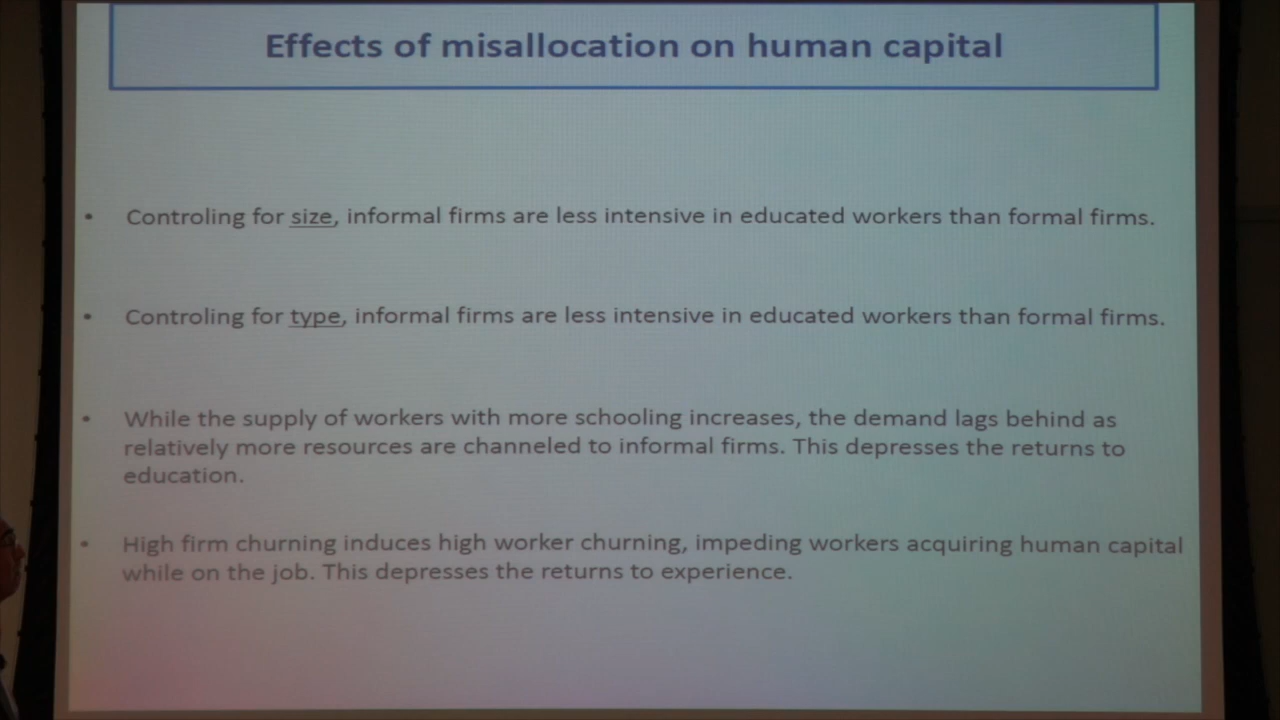 Effects of misallocation on human capital
• Controling for size, informal firms are less intensive in educated workers than formal firms.
• Controling for type, informal firms are less intensive in educated workers than formal firms.
• While the supply of workers with more schooling increases, the demand lags behind as
relatively more resources are channeled to informal firms. This depresses the returns to
education.
• High firm churning induces high worker churning, impeding workers acquiring human capital
while on the job. This depresses the returns to experience.